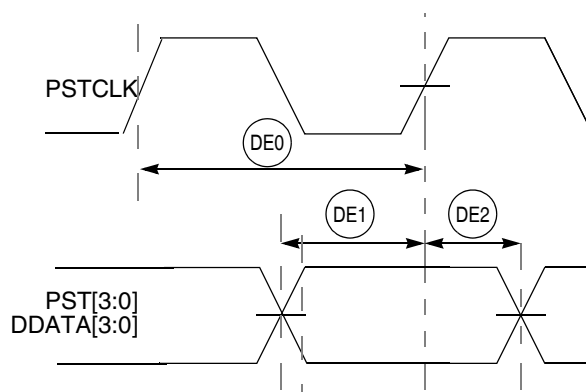 PSTCLK
DE0
DE1
DE2
PST[3:0]
DDATA[3:0]